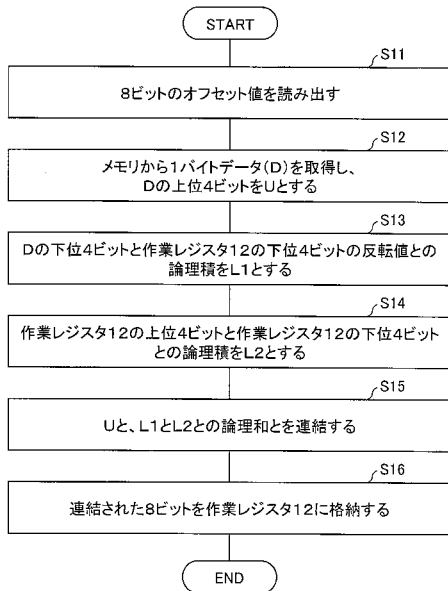 START
S11
8ビットのオフセット値を読み出す
S12
メモリから1バイトデータ(D)を取得し、
Dの上位4ビットをUとする
S13
Dの下位4ビットと作業レジスタ12の下位4ビットの反転値との
論理積をL1とする
S14
作業レジスタ12の上位4ビットと作業レジスタ12の下位4ビット
との論理積をL2とする
S15
Uと、L1とL2との論理和とを連結する
S16
連結された8ビットを作業レジスタ12に格納する
END